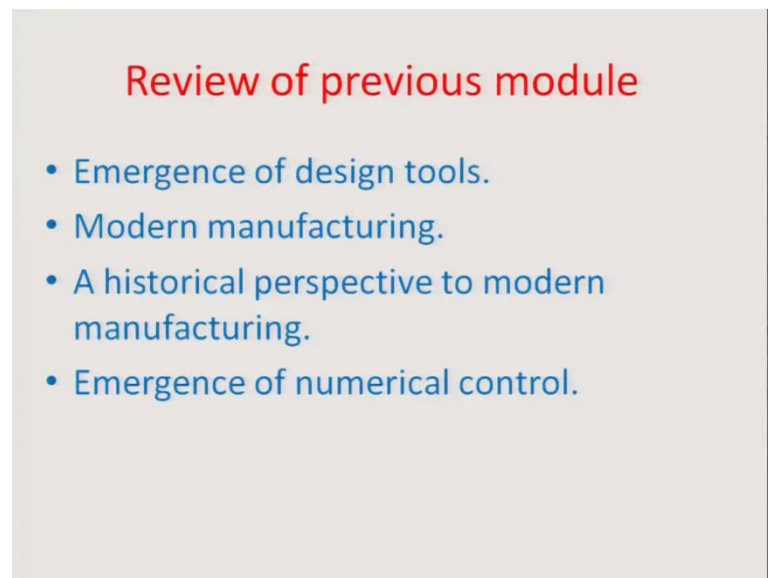 Review of previous module
• Emergence of design tools.
• Modern manufacturing.
• A historical perspective to modern
manufacturing.
• Emergence of numerical control.